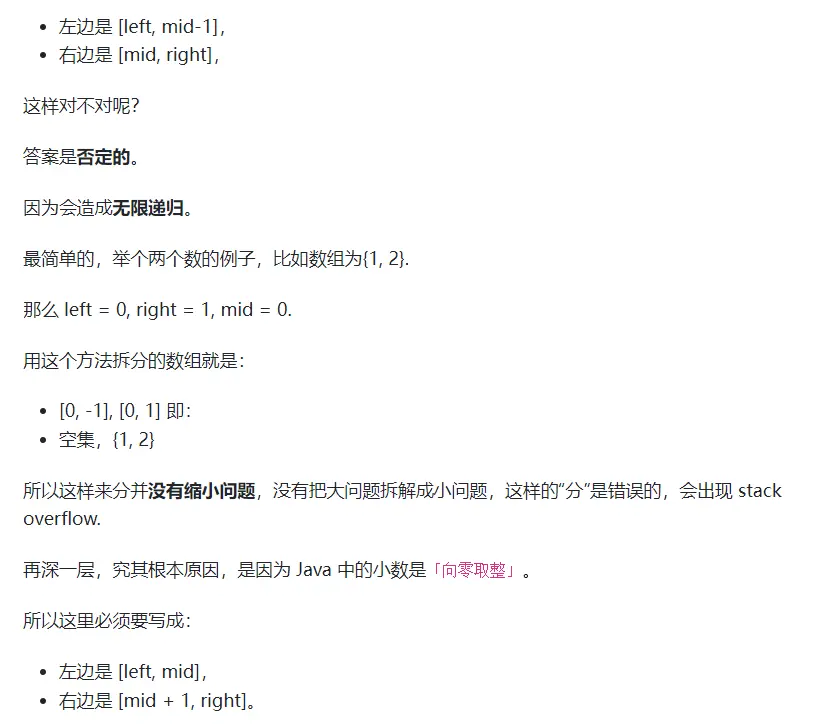 • 左边是 [left, mid-1],
• 右边是 [mid, right],
这样对不对呢?
答案是否定的。
因为会造成无限递归。
最简单的，举个两个数的例子，比如数组为{1, 2}.
那么 left = 0, right = 1, mid = 0.
用这个方法拆分的数组就是：
• [0, -1], [0, 1] 即：
• 空集，{1, 2}
所以这样来分并没有缩小问题，没有把大问题拆解成小问题，这样的“分”是错误的，会出现 stack
overflow.
再深一层，究其根本原因，是因为 Java 中的小数是「向零取整」。
所以这里必须要写成：
• 左边是 [left, mid],
• 右边是 [mid + 1, right]。